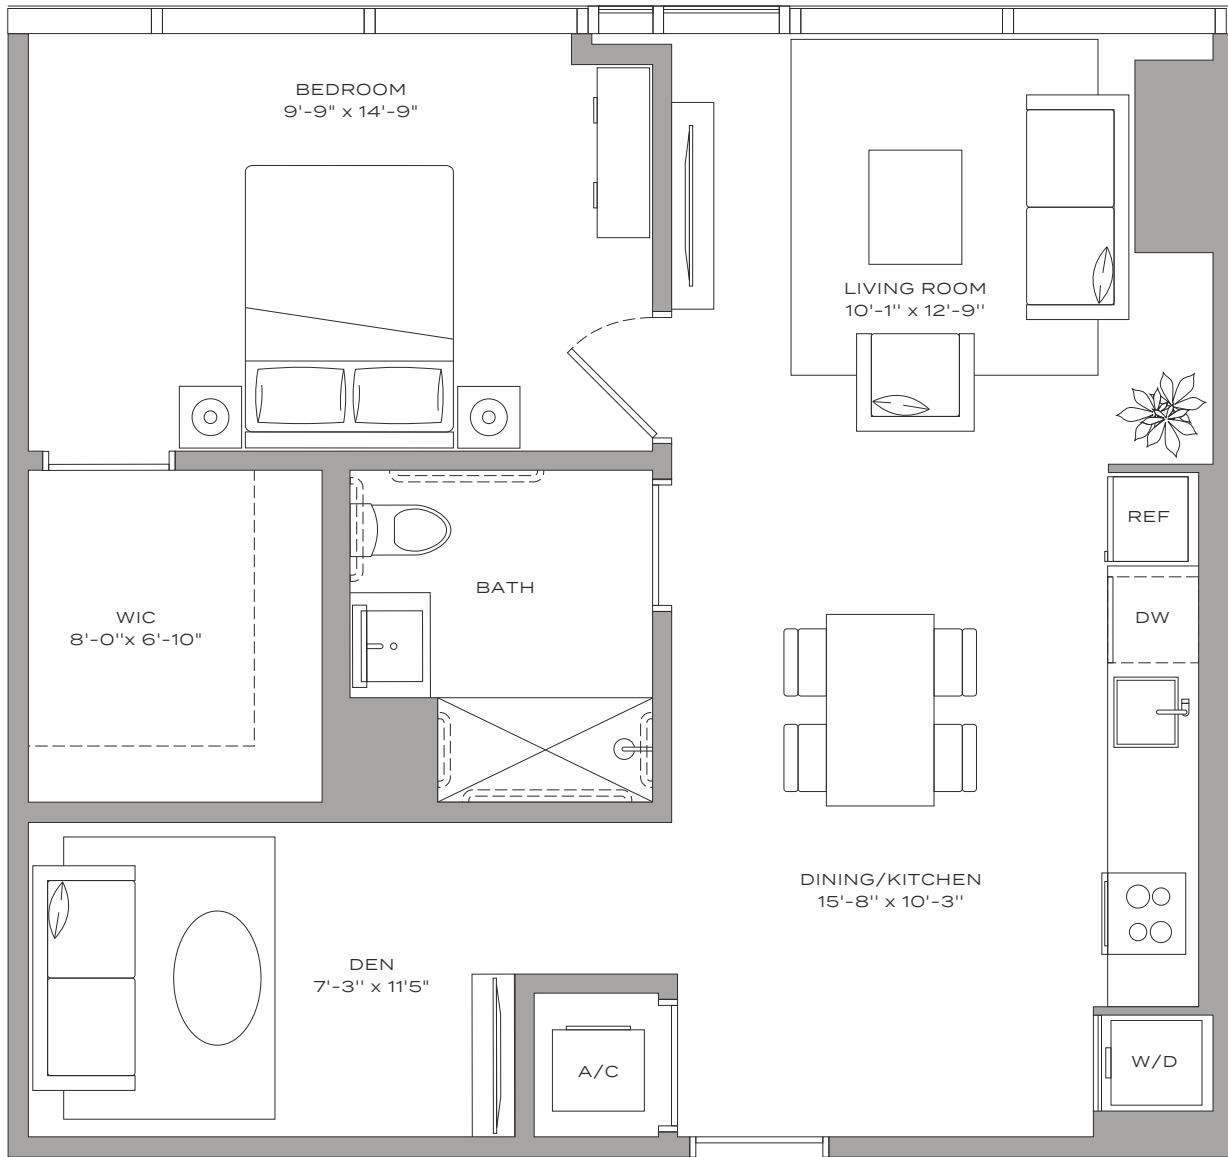 BEDROOM
9'-9" x 14'-9"
LIVING ROOM
10'-1" x 12'-9"
REF
BATH
DW
WIC
8'-0"x 6'-10"
DINING/KITCHEN
15'-8" x 10'-3"
DEN
7'-3" x 11'5"
A/C
W/D